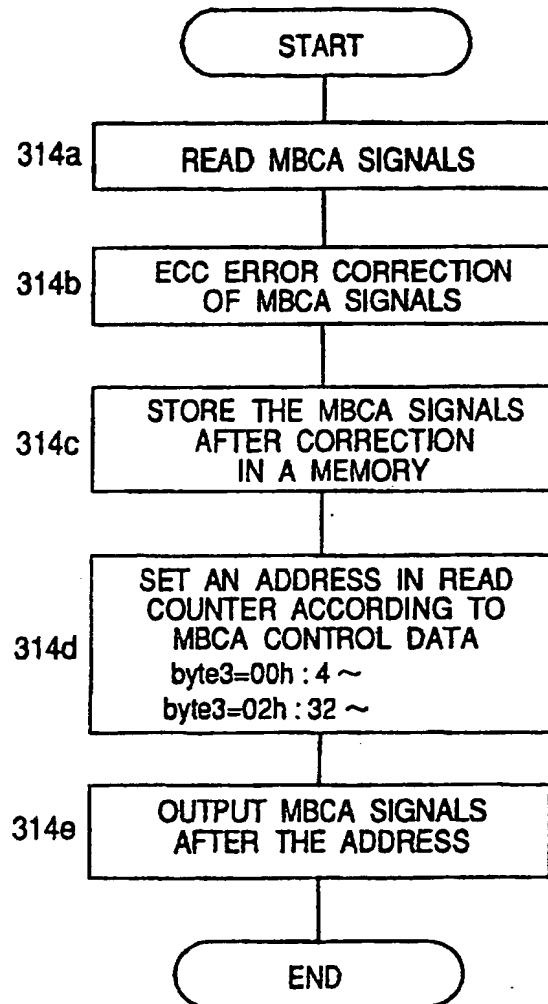 START
314a
READ MBCA SIGNALS
314b
ECC ERROR CORRECTION
OF MBCA SIGNALS
314c
STORE THE MBCA SIGNALS
AFTER CORRECTION
IN A MEMORY
314d
SET AN ADDRESS IN READ
COUNTER ACCORDING TO
MBCA CONTROL DATA
byte3=00h : 4 ~
byte3=02h : 32 ~
314e
OUTPUT MBCA SIGNALS
AFTER THE ADDRESS
END